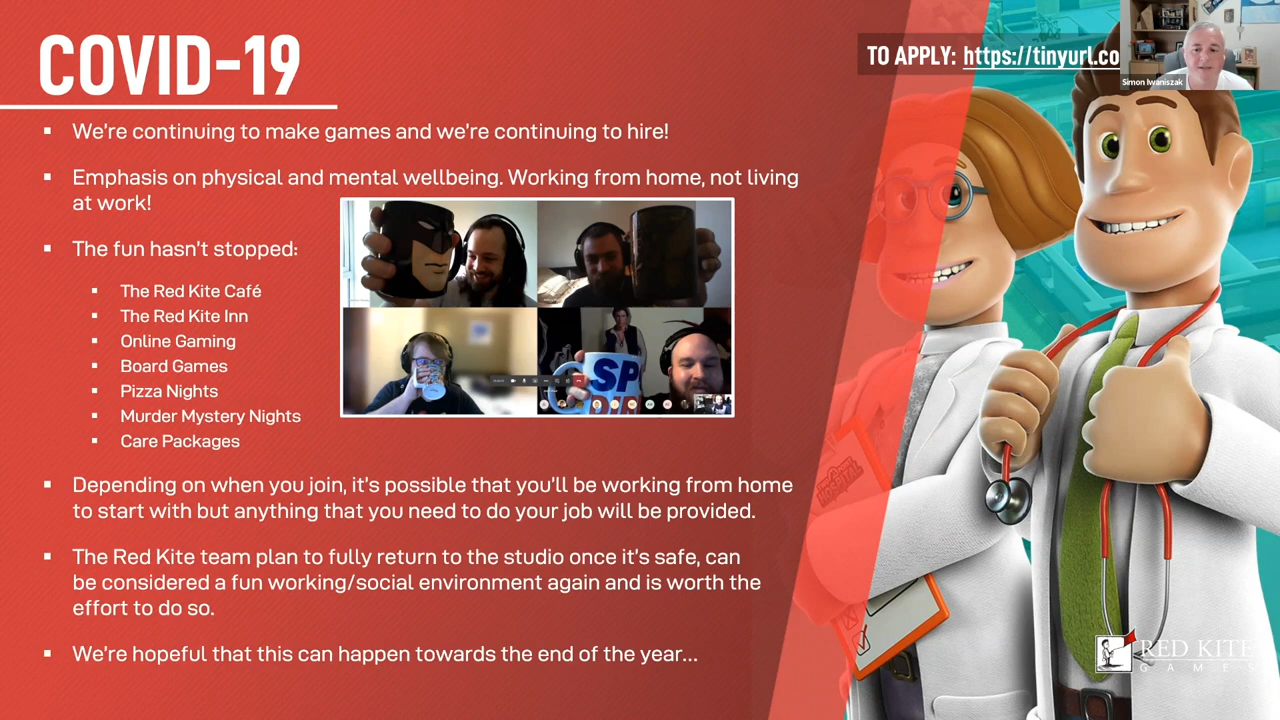 COVID-19
TO APPLY: https://tinyurl.co
Simon Iwaniszak
▪ We're continuing to make games and we're continuing to hire!
▪ Emphasis on physical and mental wellbeing. Working from home, not living
at work!
▪ The fun hasn't stopped:
▪ The Red Kite Café
▪ The Red Kite Inn
▪ Online Gaming
▪ Board Games
▪ Pizza Nights
▪ Murder Mystery Nights
▪ Care Packages
SP
▪ Depending on when you join, it's possible that you'll be working from home
to start with but anything that you need to do your job will be provided.
▪ The Red Kite team plan to fully return to the studio once it's safe, can
be considered a fun working/social environment again and is worth the
effort to do so.
▪ We're hopeful that this can happen towards the end of the year...
HOSPITAL
RED KITE
GAMES